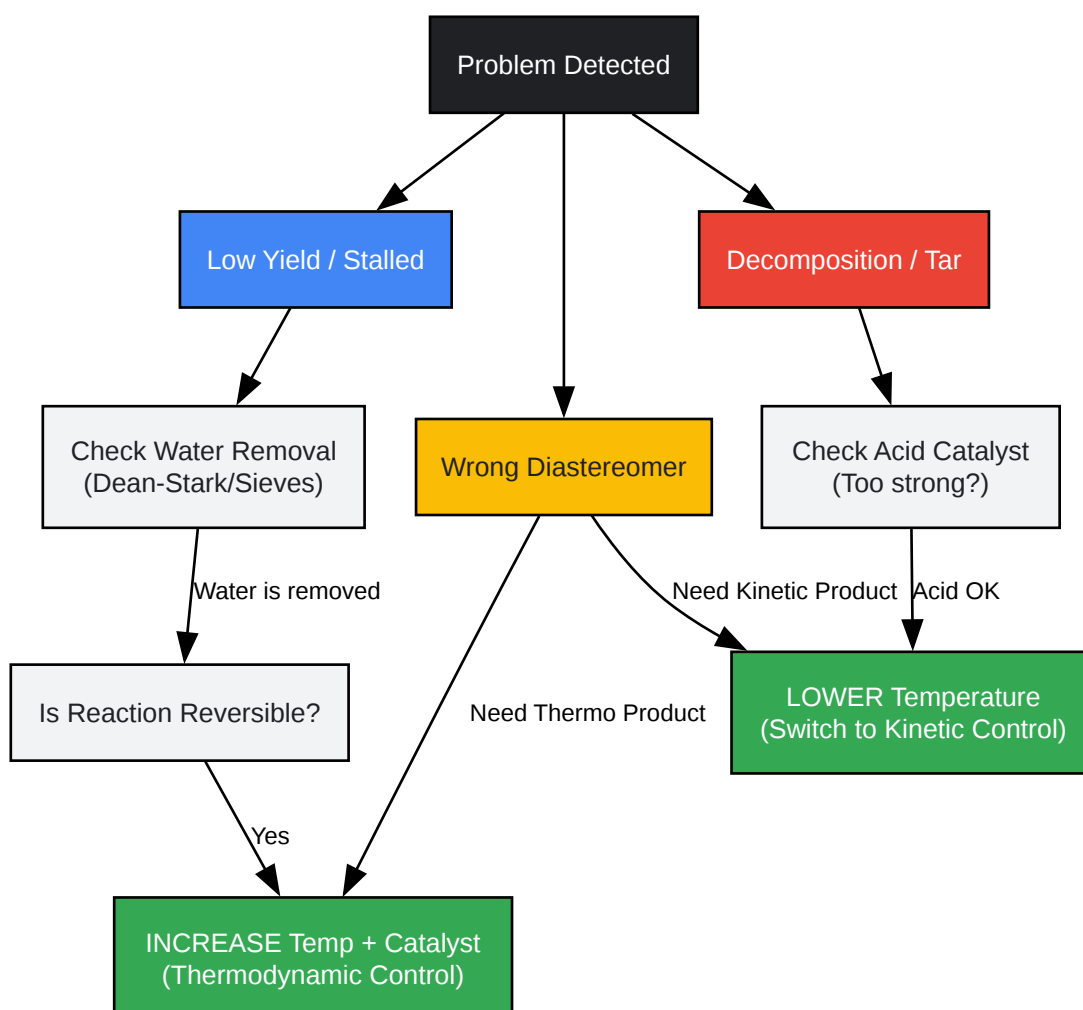 Problem Detected
Low Yield / Stalled
Decomposition / Tar
Check Water Removal
(Dean-Stark/Sieves)
Wrong Diastereomer
Check Acid Catalyst
(Too strong?)
Water is removed
Need Kinetic Product
Acid OK
Is Reaction Reversible?
Need Thermo Product
LOWER Temperature
(Switch to Kinetic Control)
Yes
INCREASE Temp + Catalyst
(Thermodynamic Control)